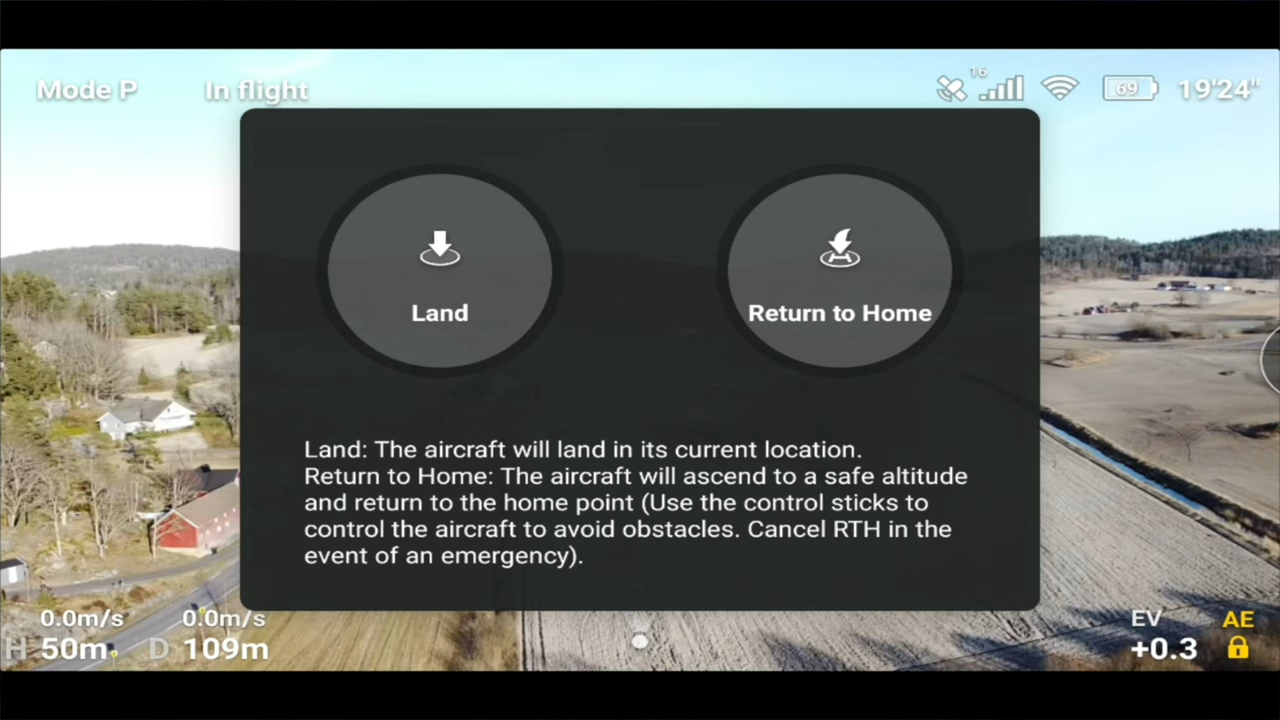 Mode P In flight 16 69 19'24"
Land Return to Home
Land: The aircraft will land in its current location.
Return to Home: The aircraft will ascend to a safe altitude
and return to the home point (Use the control sticks to
control the aircraft to avoid obstacles. Cancel RTH in the
event of an emergency).
0.0m/s 0.0m/s EV AE
H 50m D 109m +0.3